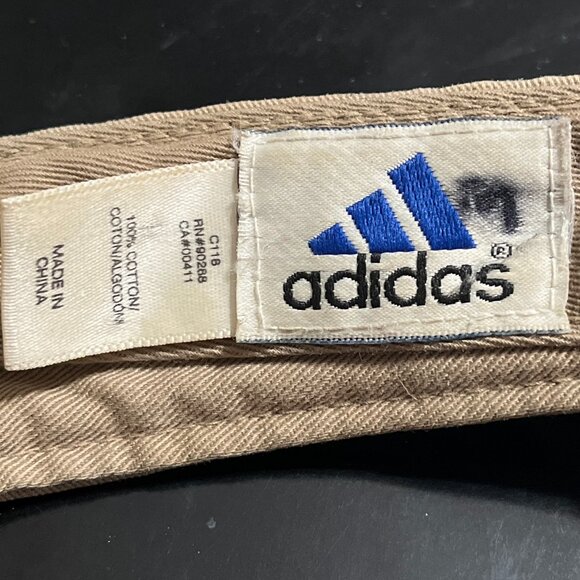 adidas®
C118
RN#90288
CA#00411
100% COTTON/
COTON/ALGODÓN
MADE IN
CHINA